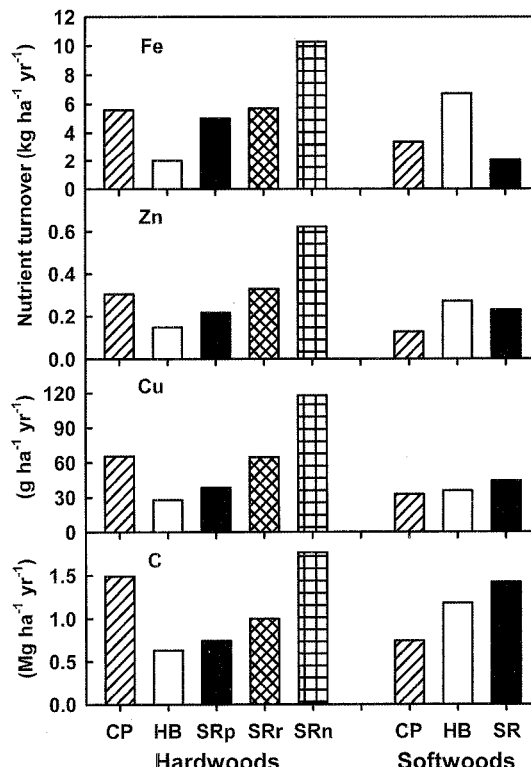 12
10
8
6
4
2
0
Fe
Nutrient turnover (kg ha⁻¹ yr⁻¹)
0.6
0.4
0.2
0.0
Zn
120
90
60
30
0
Cu
(g ha⁻¹ yr⁻¹)
1.5
1.0
0.5
0.0
C
(Mg ha⁻¹ yr⁻¹)
CP HB SRp SRr SRn CP HB SR
Hardwoods Softwoods